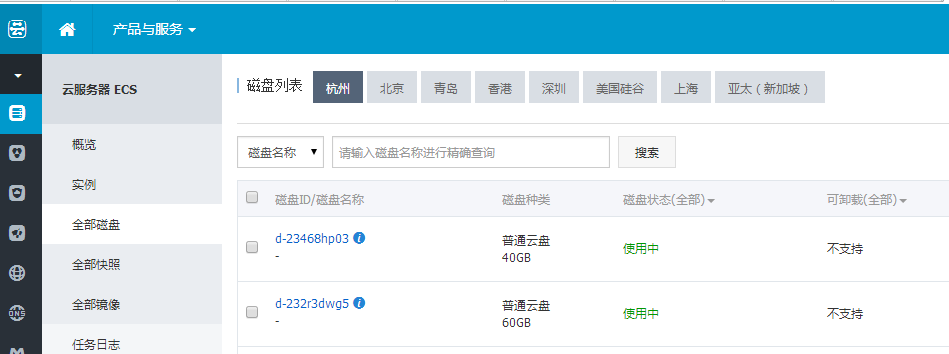 产品与服务
云服务器 ECS
概览
实例
全部磁盘
全部快照
全部镜像
任务日志
DNS
磁盘列表 杭州 北京 青岛 香港 深圳 美国硅谷 上海 亚太（新加坡）
磁盘名称 请输入磁盘名称进行精确查询 搜索
磁盘ID/磁盘名称 磁盘种类 磁盘状态(全部) 可卸载(全部)
d-23468hp03 普通云盘 使用中 不支持
- 40GB
d-232r3dwg5 普通云盘 使用中 不支持
- 60GB